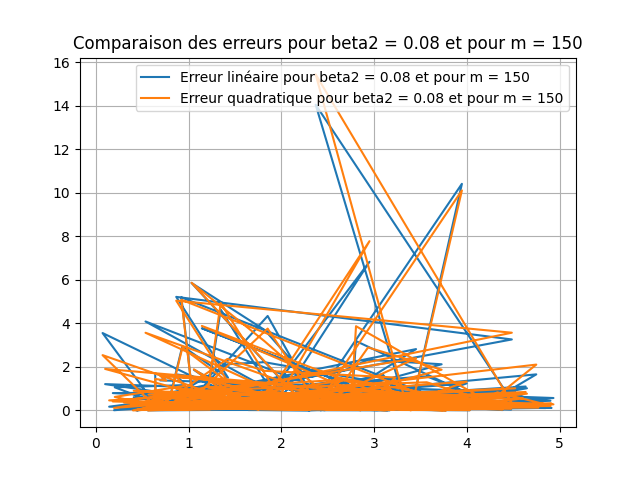 Comparaison des erreurs pour beta2 = 0.08 et pour m = 150
Erreur linéaire pour beta2 = 0.08 et pour m = 150
Erreur quadratique pour beta2 = 0.08 et pour m = 150
16
14
12
10
8
6
4
2
0
0 1 2 3 4 5